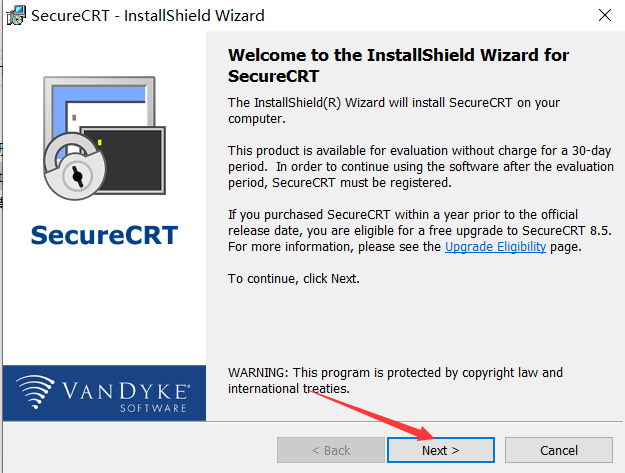 SecureCRT - InstallShield Wizard
Welcome to the InstallShield Wizard for
SecureCRT
The InstallShield(R) Wizard will install SecureCRT on your
computer.
This product is available for evaluation without charge for a 30-day
period.  In order to continue using the software after the evaluation
period, SecureCRT must be registered.
If you purchased SecureCRT within a year prior to the official
release date, you are eligible for a free upgrade to SecureCRT 8.5.
For more information, please see the Upgrade Eligibility page.
To continue, click Next.
SecureCRT
WARNING: This program is protected by copyright law and
international treaties.
VANDYKE®
SOFTWARE
< Back
Next >
Cancel